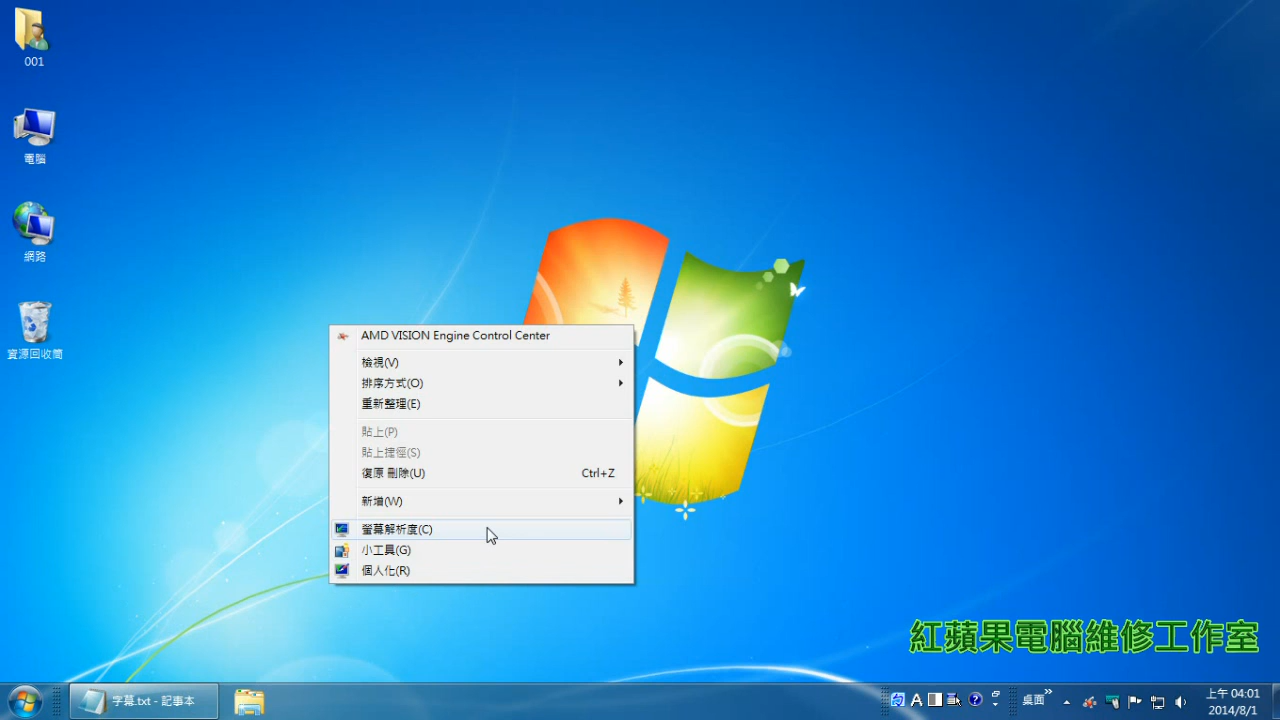 001
電腦
網路
資源回收筒
AMD VISION Engine Control Center
檢視(V)
排序方式(O)
重新整理(E)
貼上(P)
貼上捷徑(S)
復原 刪除(U) Ctrl+Z
新增(W)
螢幕解析度(C)
小工具(G)
個人化(R)
紅蘋果電腦維修工作室
字幕.txt - 記事本
A
桌面
上午 04:01
2014/8/1